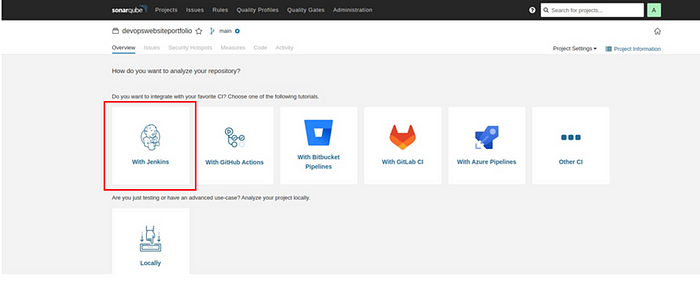 sonarqube Projects Issues Rules Quality Profiles Quality Gates Administration ? Search for projects... A
devopswebsiteportfolio main
Overview Issues Security Hotspots Measures Code Activity Project Settings Project Information
How do you want to analyze your repository?
Do you want to integrate with your favorite CI? Choose one of the following tutorials.
With Jenkins
With GitHub Actions
With Bitbucket
Pipelines
With GitLab CI
With Azure Pipelines
Other CI
Are you just testing or have an advanced use-case? Analyze your project locally.
Locally